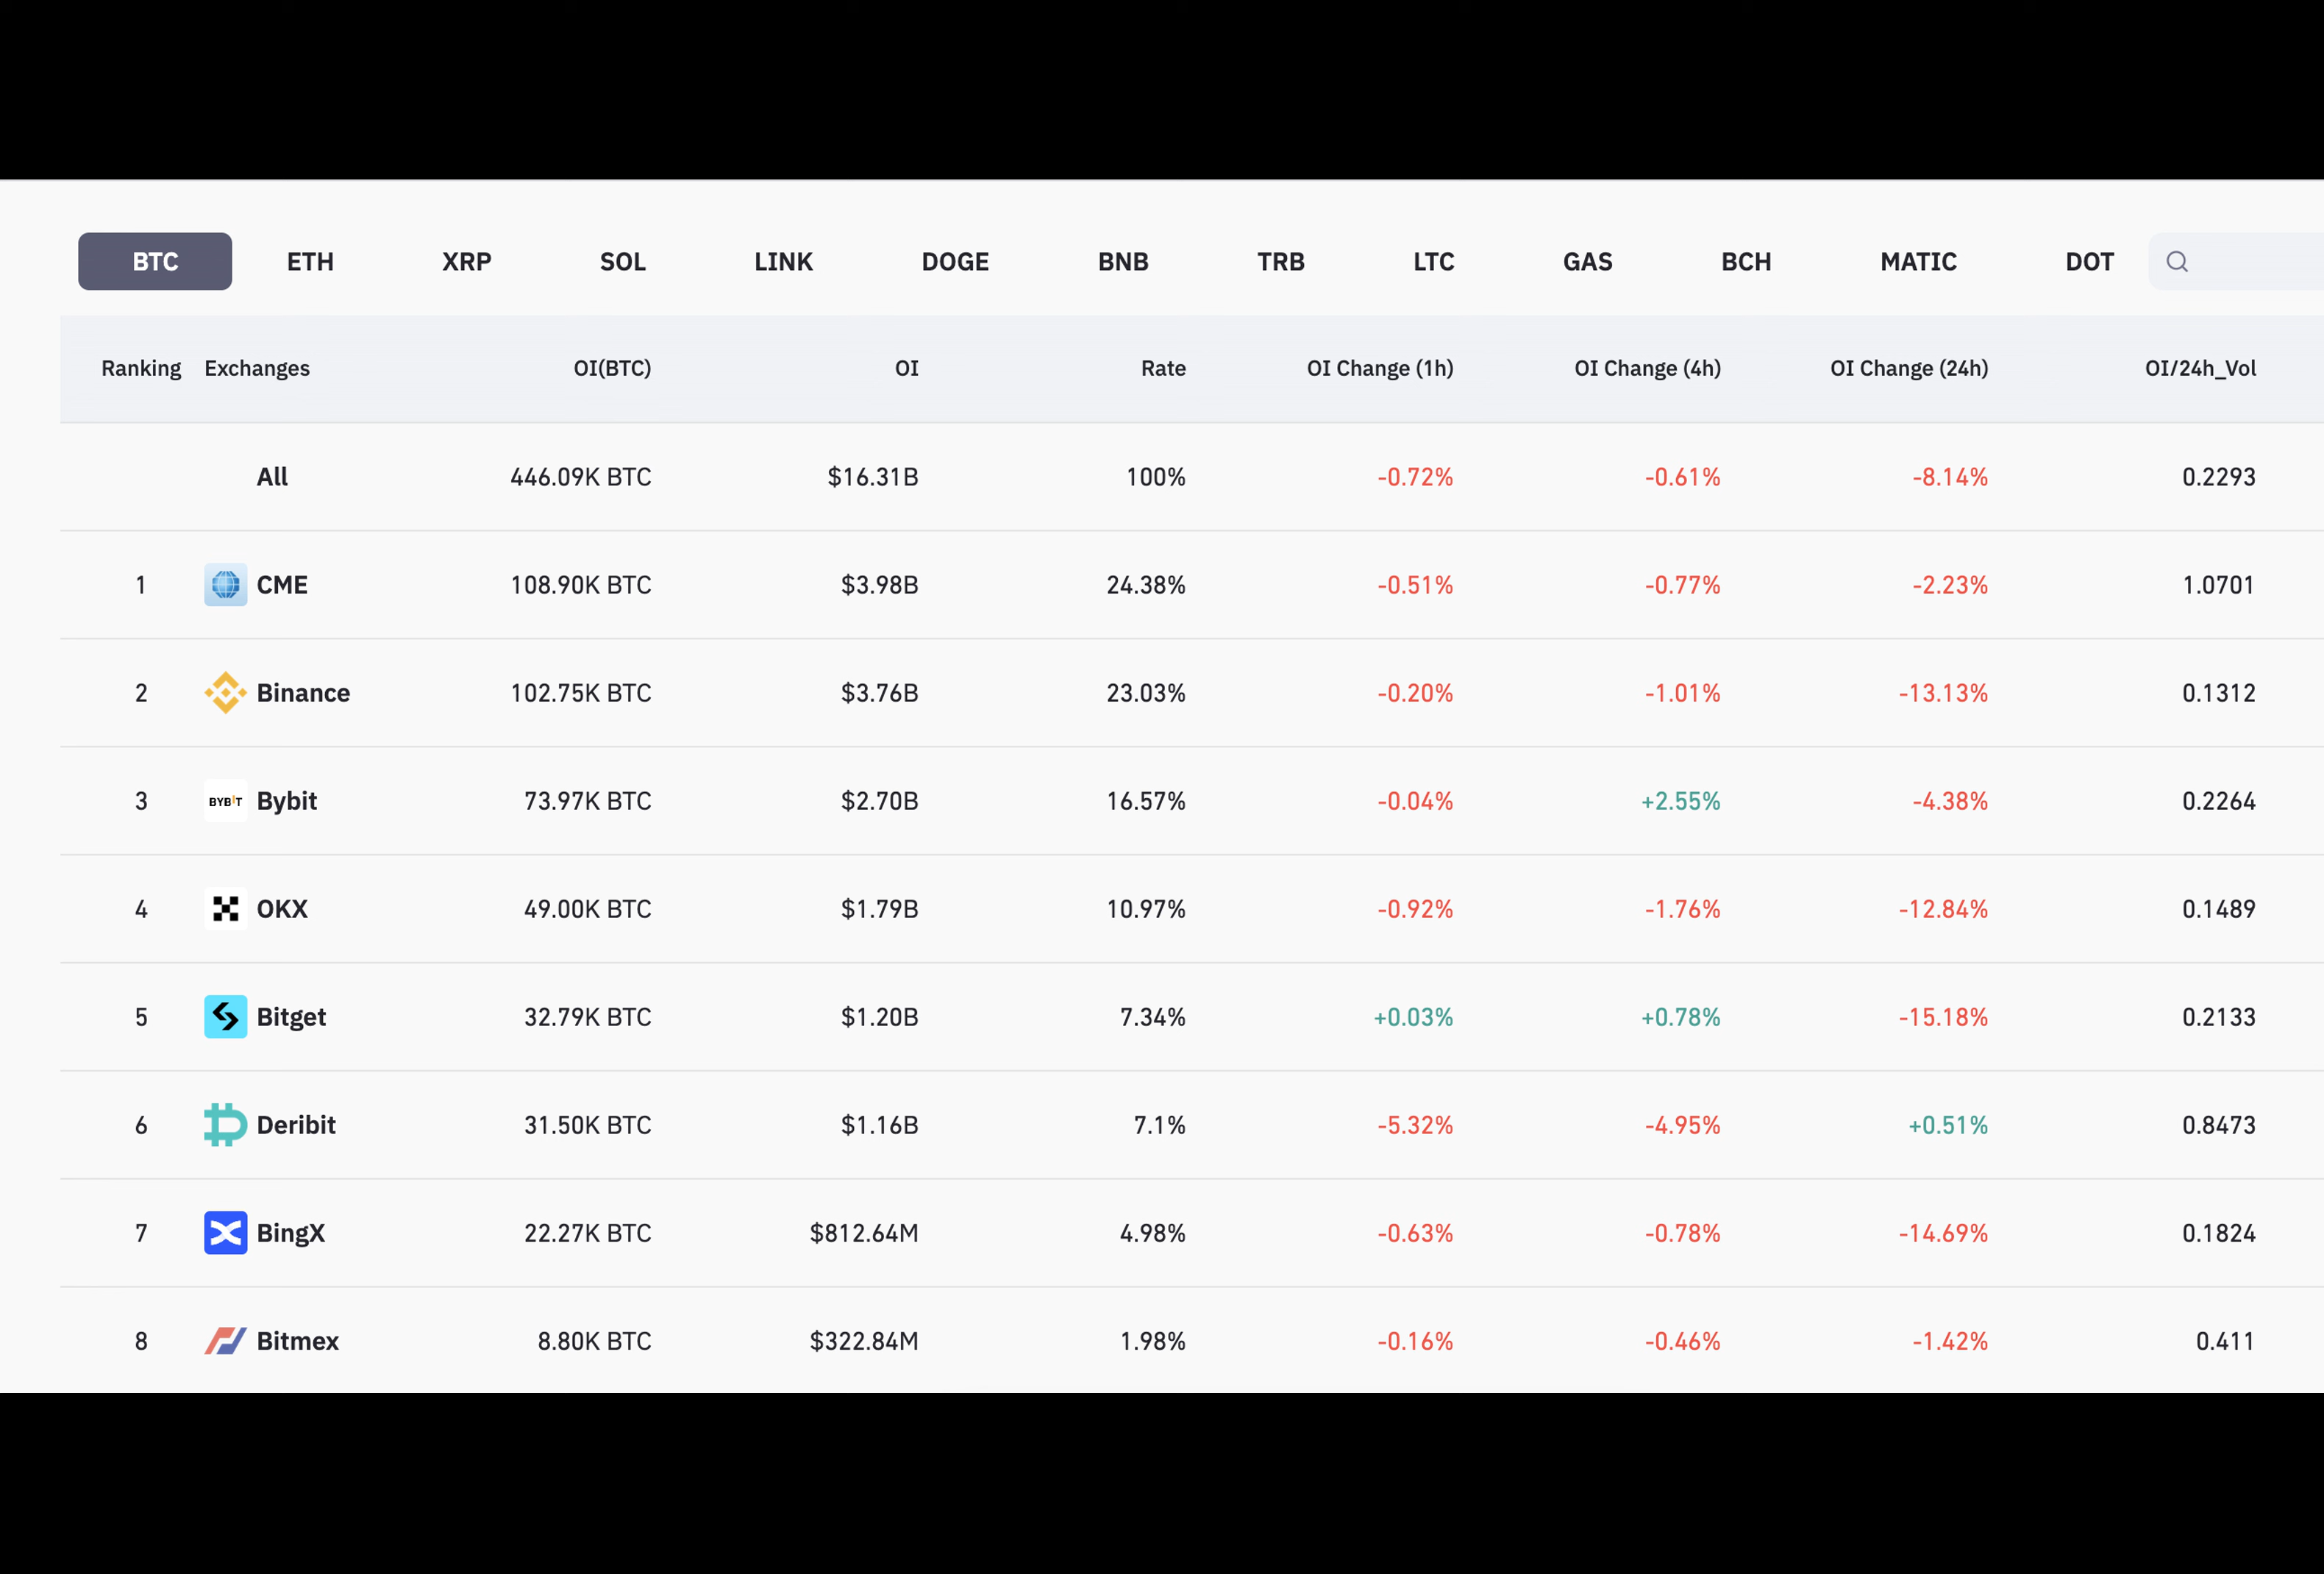 BTC ETH XRP SOL LINK DOGE BNB TRB LTC GAS BCH MATIC DOT
Ranking Exchanges OI(BTC) OI Rate OI Change (1h) OI Change (4h) OI Change (24h) OI/24h_Vol
All 446.09K BTC $16.31B 100% -0.72% -0.61% -8.14% 0.2293
1 CME 108.90K BTC $3.98B 24.38% -0.51% -0.77% -2.23% 1.0701
2 Binance 102.75K BTC $3.76B 23.03% -0.20% -1.01% -13.13% 0.1312
3 BYBIT Bybit 73.97K BTC $2.70B 16.57% -0.04% +2.55% -4.38% 0.2264
4 OKX 49.00K BTC $1.79B 10.97% -0.92% -1.76% -12.84% 0.1489
5 Bitget 32.79K BTC $1.20B 7.34% +0.03% +0.78% -15.18% 0.2133
6 Deribit 31.50K BTC $1.16B 7.1% -5.32% -4.95% +0.51% 0.8473
7 BingX 22.27K BTC $812.64M 4.98% -0.63% -0.78% -14.69% 0.1824
8 Bitmex 8.80K BTC $322.84M 1.98% -0.16% -0.46% -1.42% 0.411